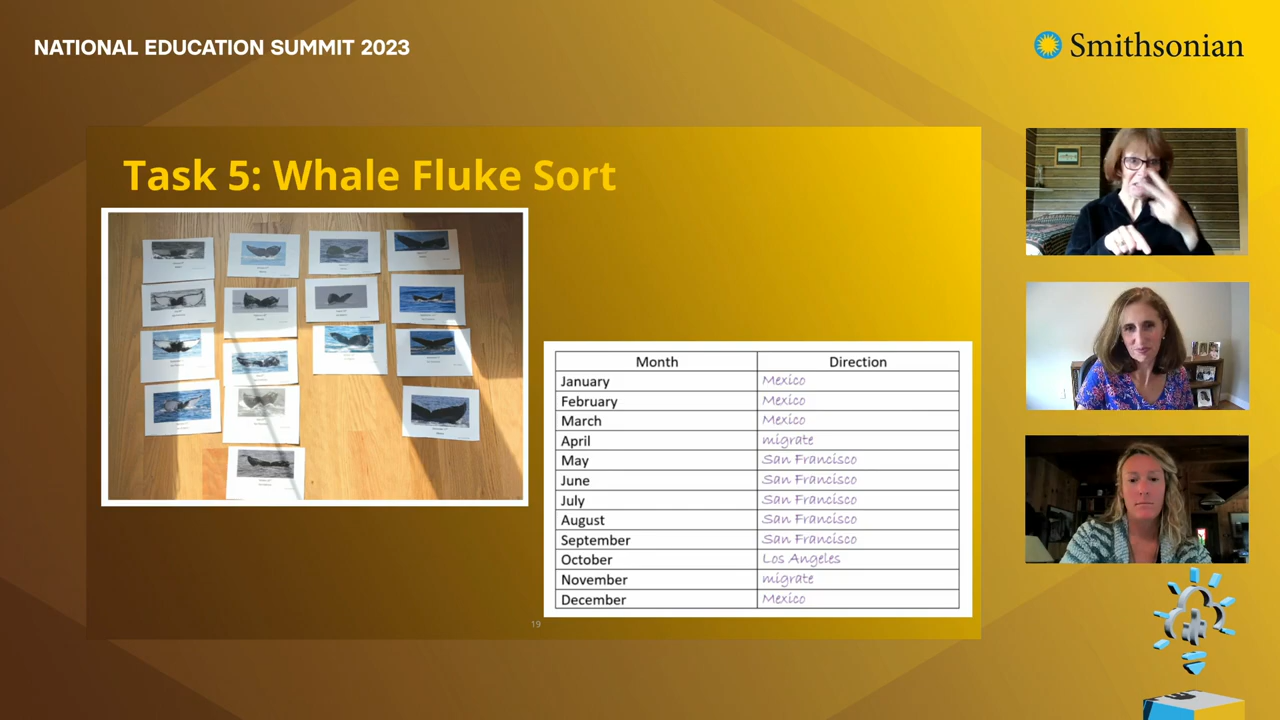 NATIONAL EDUCATION SUMMIT 2023
Smithsonian
Task 5: Whale Fluke Sort
Month Direction
January Mexico
February Mexico
March Mexico
April migrate
May San Francisco
June San Francisco
July San Francisco
August San Francisco
September San Francisco
October Los Angeles
November migrate
December Mexico
19